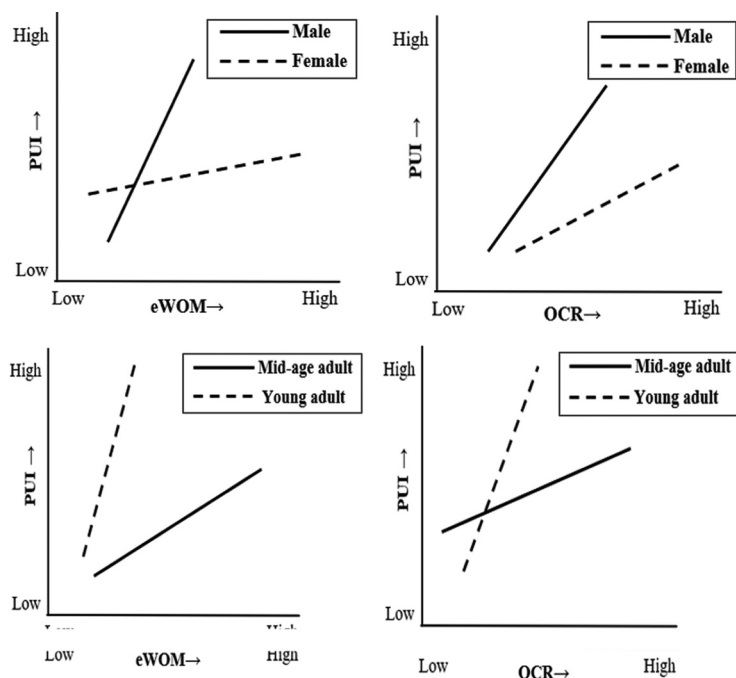 High
Male
Female
PUI →
Low
Low
High
eWOM→
High
Male
Female
PUI →
Low
Low
High
OCR→
High
Mid-age adult
Young adult
PUI →
Low
Low
High
eWOM→
High
Mid-age adult
Young adult
PUI →
Low
Low
High
OCR→